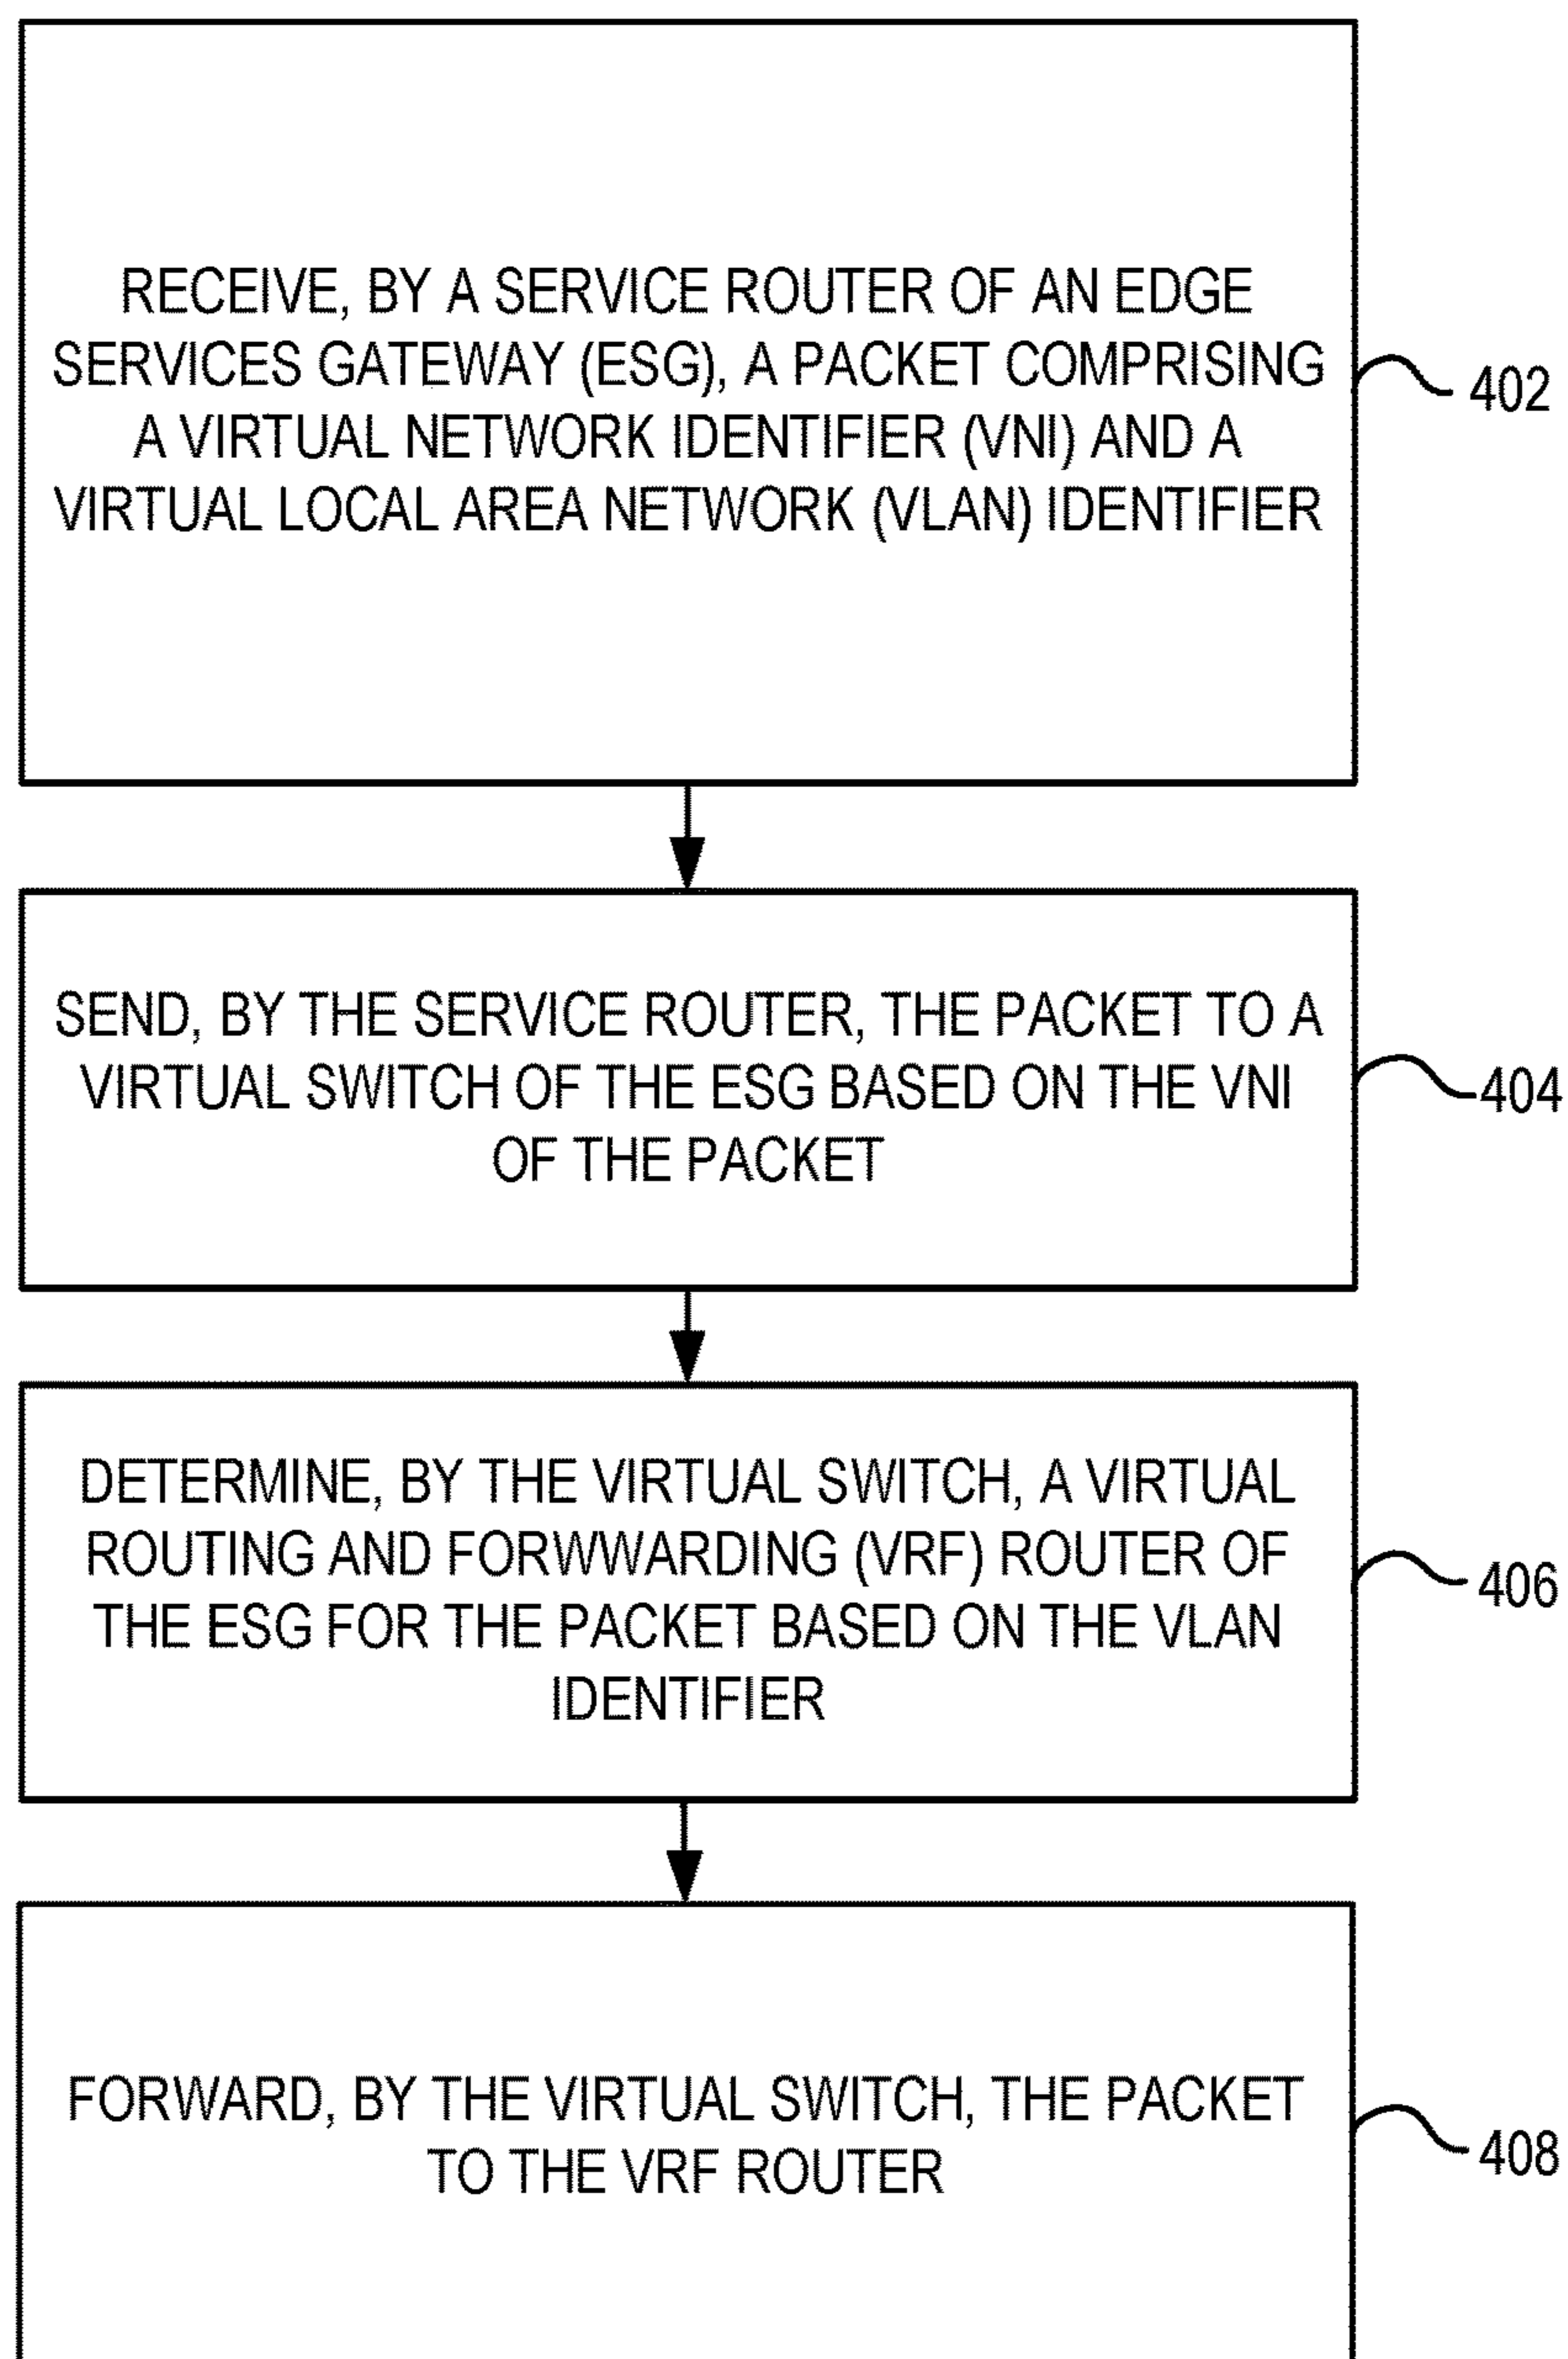 RECEIVE, BY A SERVICE ROUTER OF AN EDGE
SERVICES GATEWAY (ESG), A PACKET COMPRISING
A VIRTUAL NETWORK IDENTIFIER (VNI) AND A
VIRTUAL LOCAL AREA NETWORK (VLAN) IDENTIFIER
402
SEND, BY THE SERVICE ROUTER, THE PACKET TO A
VIRTUAL SWITCH OF THE ESG BASED ON THE VNI
OF THE PACKET
404
DETERMINE, BY THE VIRTUAL SWITCH, A VIRTUAL
ROUTING AND FORWWARDING (VRF) ROUTER OF
THE ESG FOR THE PACKET BASED ON THE VLAN
IDENTIFIER
406
FORWARD, BY THE VIRTUAL SWITCH, THE PACKET
TO THE VRF ROUTER
408